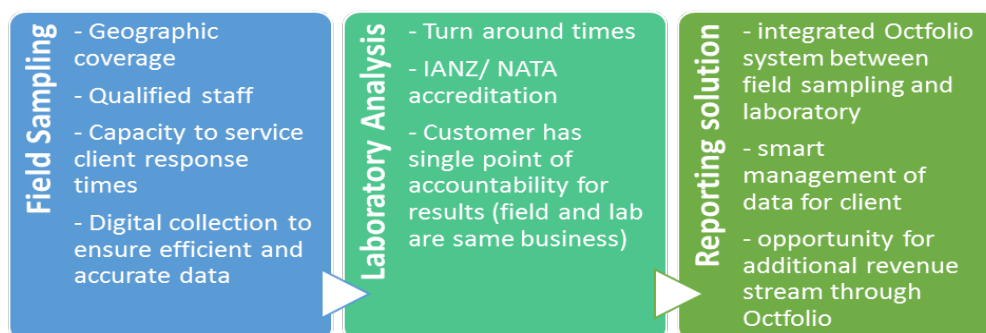 Field Sampling
- Geographic
coverage
- Qualified staff
- Capacity to service
client response
times
- Digital collection to
ensure efficient and
accurate data
Laboratory Analysis
- Turn around times
- IANZ/ NATA
accreditation
- Customer has
single point of
accountability for
results (field and lab
are same business)
Reporting solution
- integrated Octfolio
system between
field sampling and
laboratory
- smart
management of
data for client
- opportunity for
additional revenue
stream through
Octfolio